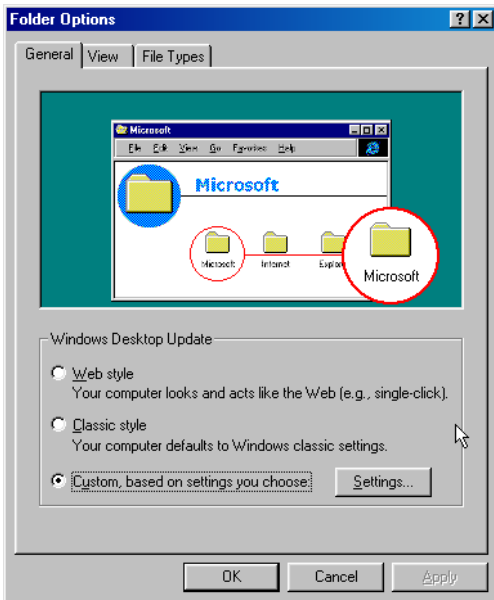 Folder Options
General View File Types
Microsoft
File Edit View Go Favorites Help
Microsoft
Microsoft Internet Explorer
Microsoft
Windows Desktop Update
Web style
Your computer looks and acts like the Web (e.g., single-click).
Classic style
Your computer defaults to Windows classic settings.
Custom, based on settings you choose: Settings...
OK Cancel Apply